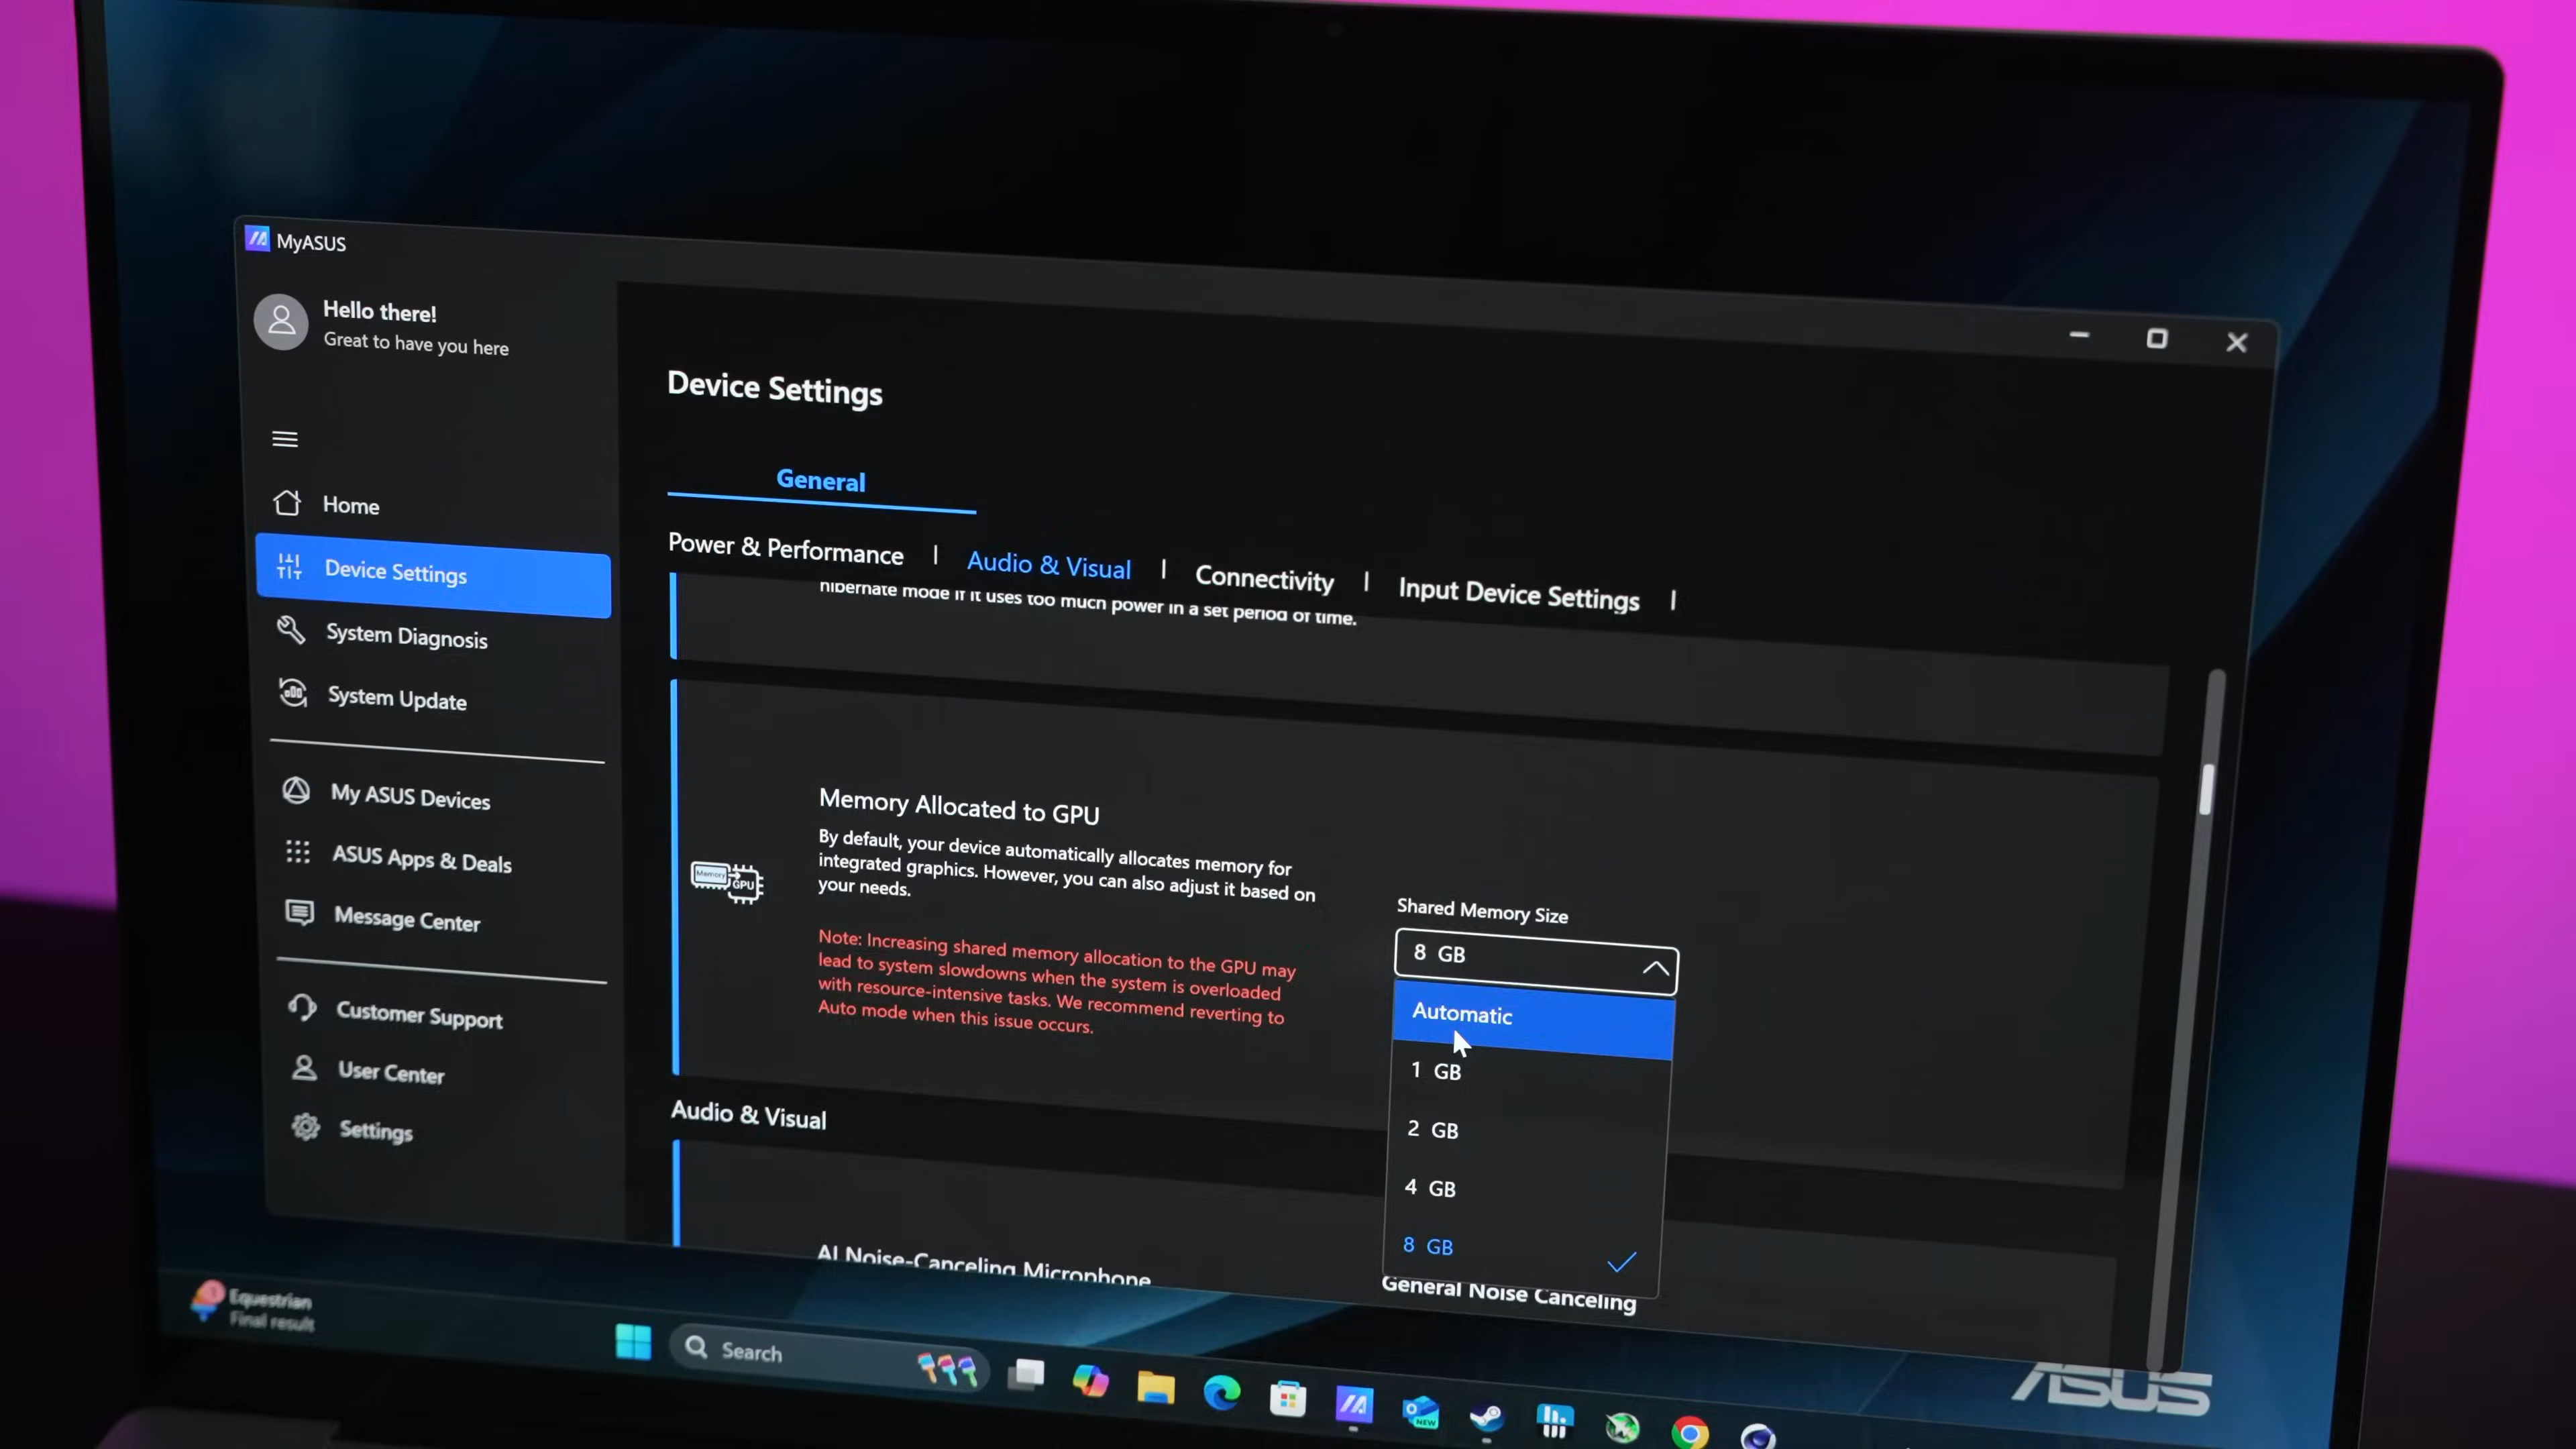 MyASUS
Hello there!
Great to have you here
Home
Device Settings
System Diagnosis
System Update
My ASUS Devices
ASUS Apps & Deals
Message Center
Customer Support
User Center
Settings
Device Settings
General
Power & Performance | Audio & Visual | Connectivity | Input Device Settings |
hibernate mode if it uses too much power in a set period of time.
Memory Allocated to GPU
By default, your device automatically allocates memory for
integrated graphics. However, you can also adjust it based on
your needs.
Memory
GPU
Note: Increasing shared memory allocation to the GPU may
lead to system slowdowns when the system is overloaded
with resource-intensive tasks. We recommend reverting to
Auto mode when this issue occurs.
Shared Memory Size
8 GB
Automatic
1 GB
2 GB
4 GB
8 GB
Audio & Visual
AI Noise-Canceling Microphone
General Noise Canceling
Equestrian
Final result
Search
NEW
ASUS